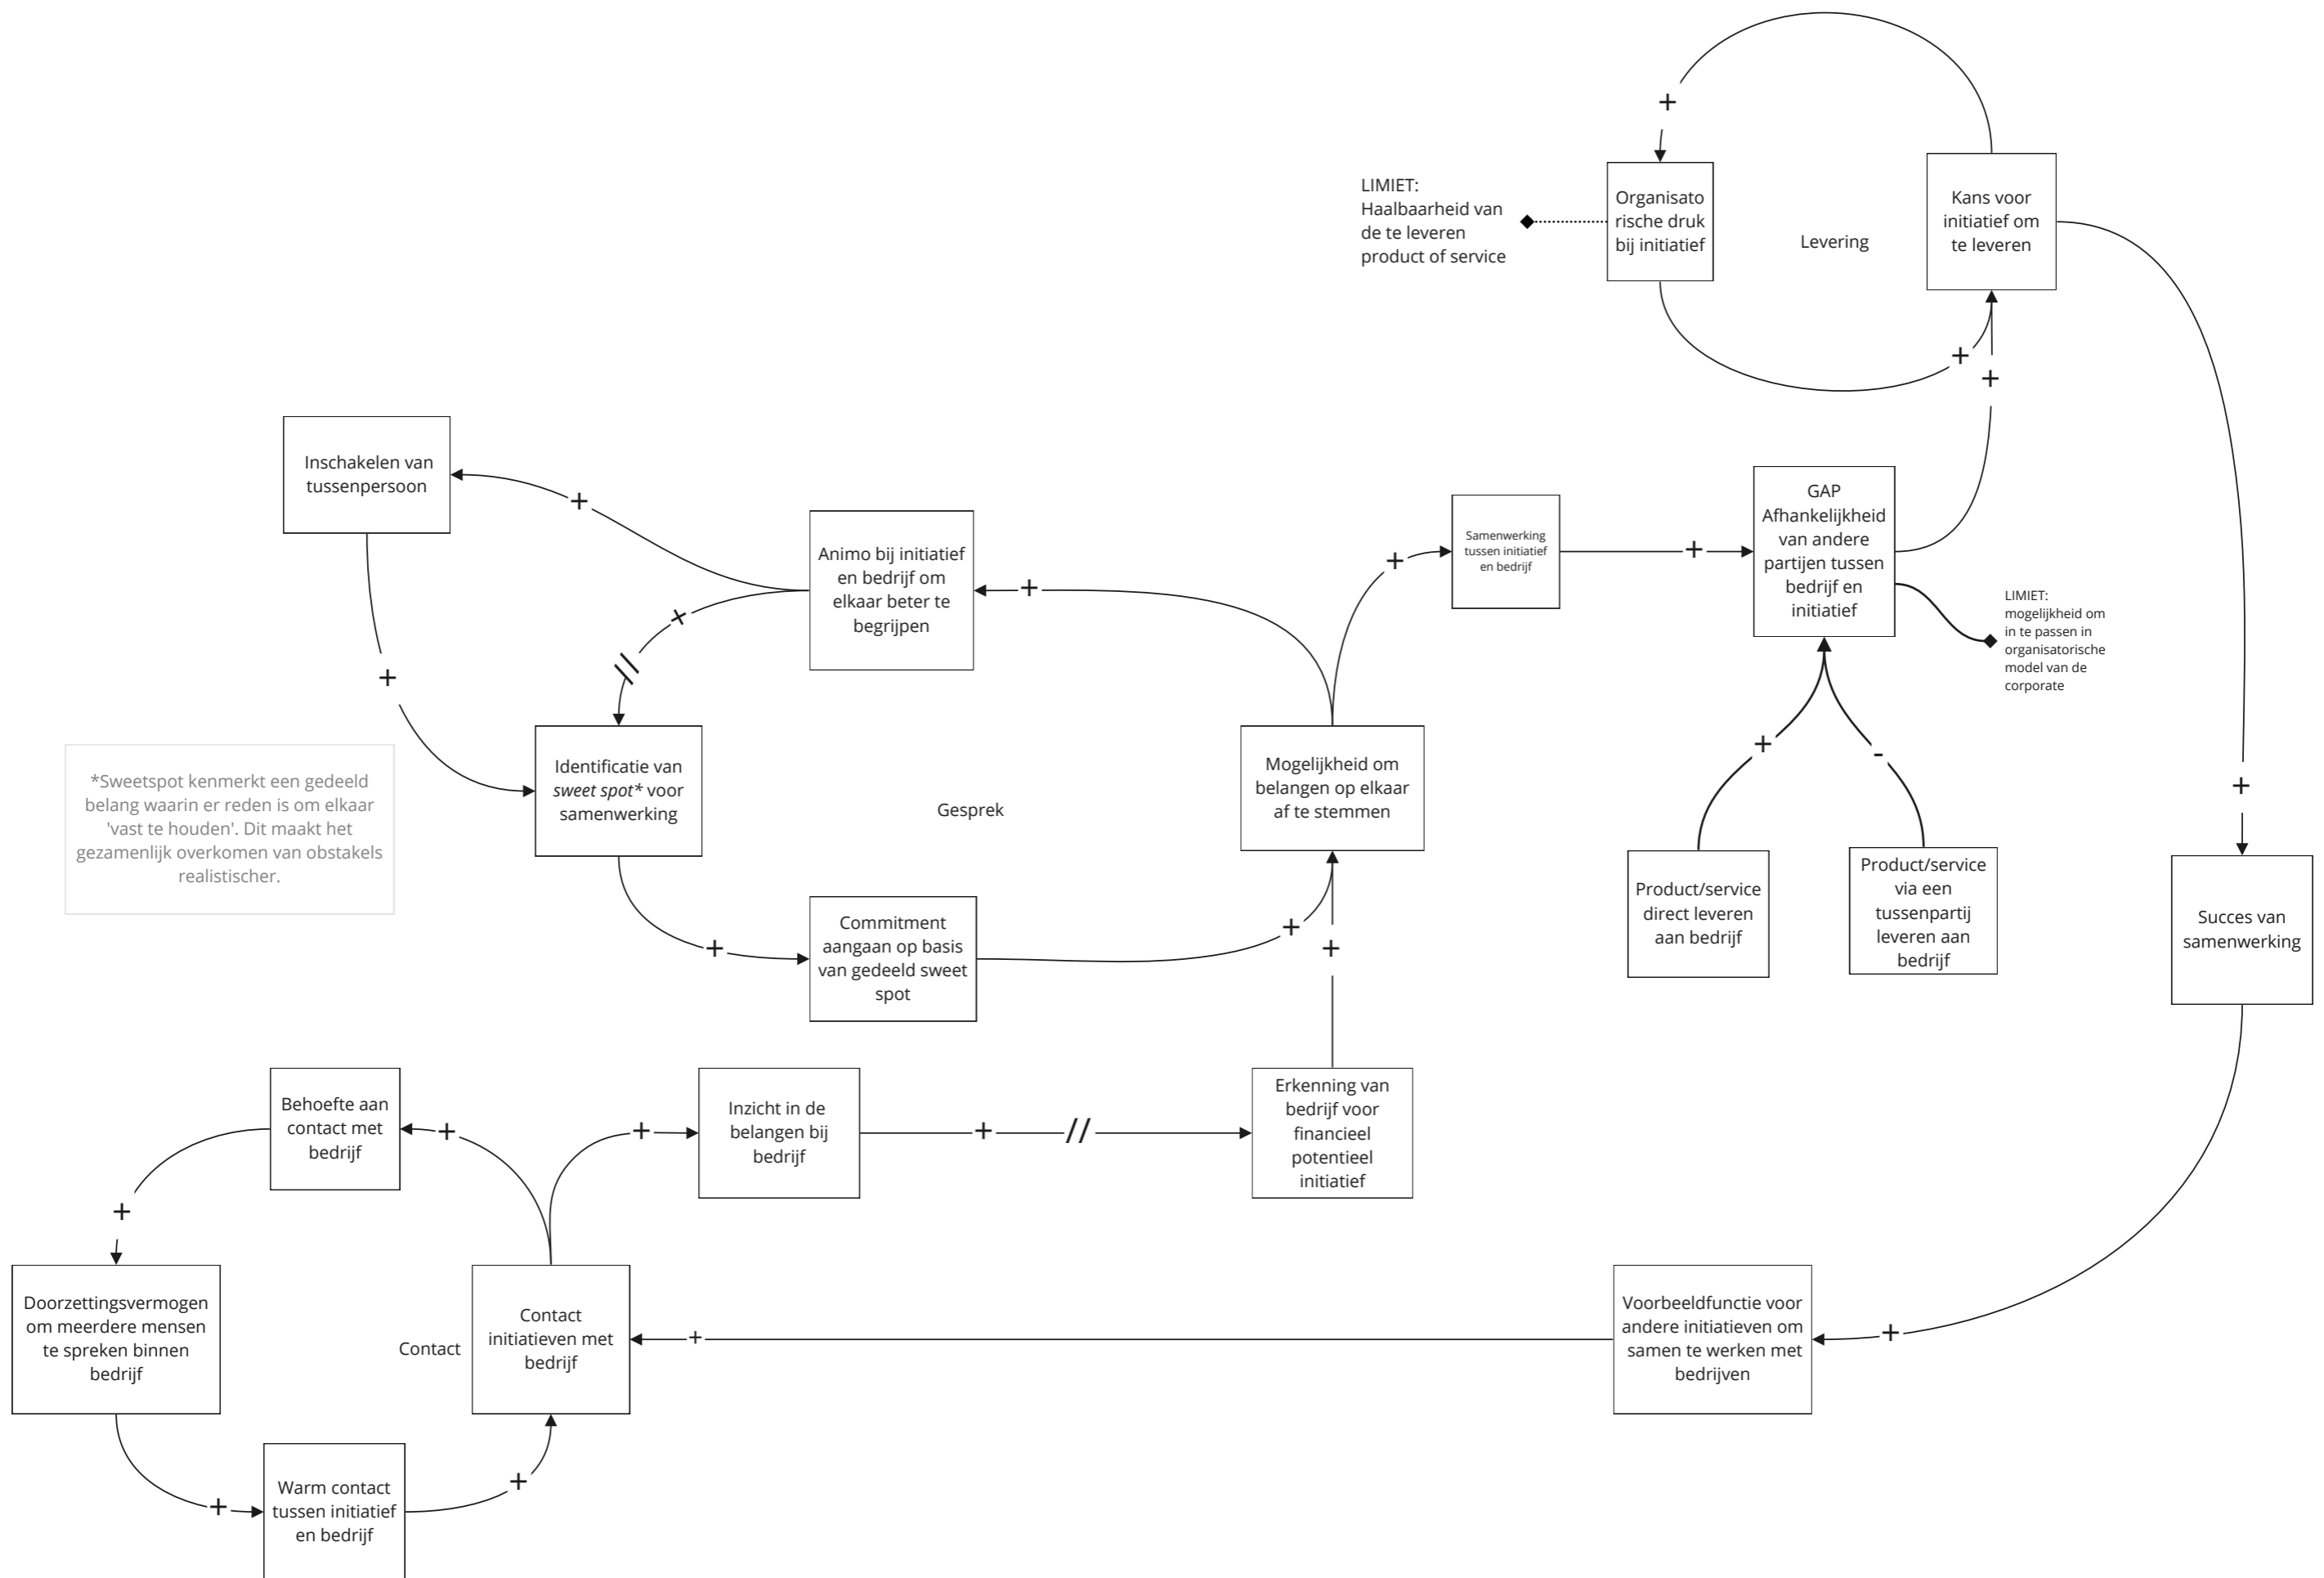 +
LIMIET:
Haalbaarheid van
de te leveren
product of service
Organisato
rische druk
bij initiatief
Levering
Kans voor
initiatief om
te leveren
+
+
Inschakelen van
tussenpersoon
+
Animo bij initiatief
en bedrijf om
elkaar beter te
begrijpen
+
+
//
+
Samenwerking
tussen initiatief
en bedrijf
+
+
GAP
Afhankelijkheid
van andere
partijen tussen
bedrijf en
initiatief
LIMIET:
mogelijkheid om
in te passen in
organisatorische
model van de
corporate
*Sweetspot kenmerkt een gedeeld
belang waarin er reden is om elkaar
'vast te houden'. Dit maakt het
gezamenlijk overkomen van obstakels
realistischer.
Identificatie van
sweet spot* voor
samenwerking
Gesprek
Mogelijkheid om
belangen op elkaar
af te stemmen
+
-
+
Product/service
direct leveren
aan bedrijf
Product/service
via een
tussenpartij
leveren aan
bedrijf
Succes van
samenwerking
+
Commitment
aangaan op basis
van gedeeld sweet
spot
+
+
Behoefte aan
contact met
bedrijf
+
+
Inzicht in de
belangen bij
bedrijf
+
//
Erkenning van
bedrijf voor
financieel
potentieel
initiatief
+
Doorzettingsvermogen
om meerdere mensen
te spreken binnen
bedrijf
Contact
Contact
initiatieven met
bedrijf
+
Voorbeeldfunctie voor
andere initiatieven om
samen te werken met
bedrijven
+
+
Warm contact
tussen initiatief
en bedrijf
+